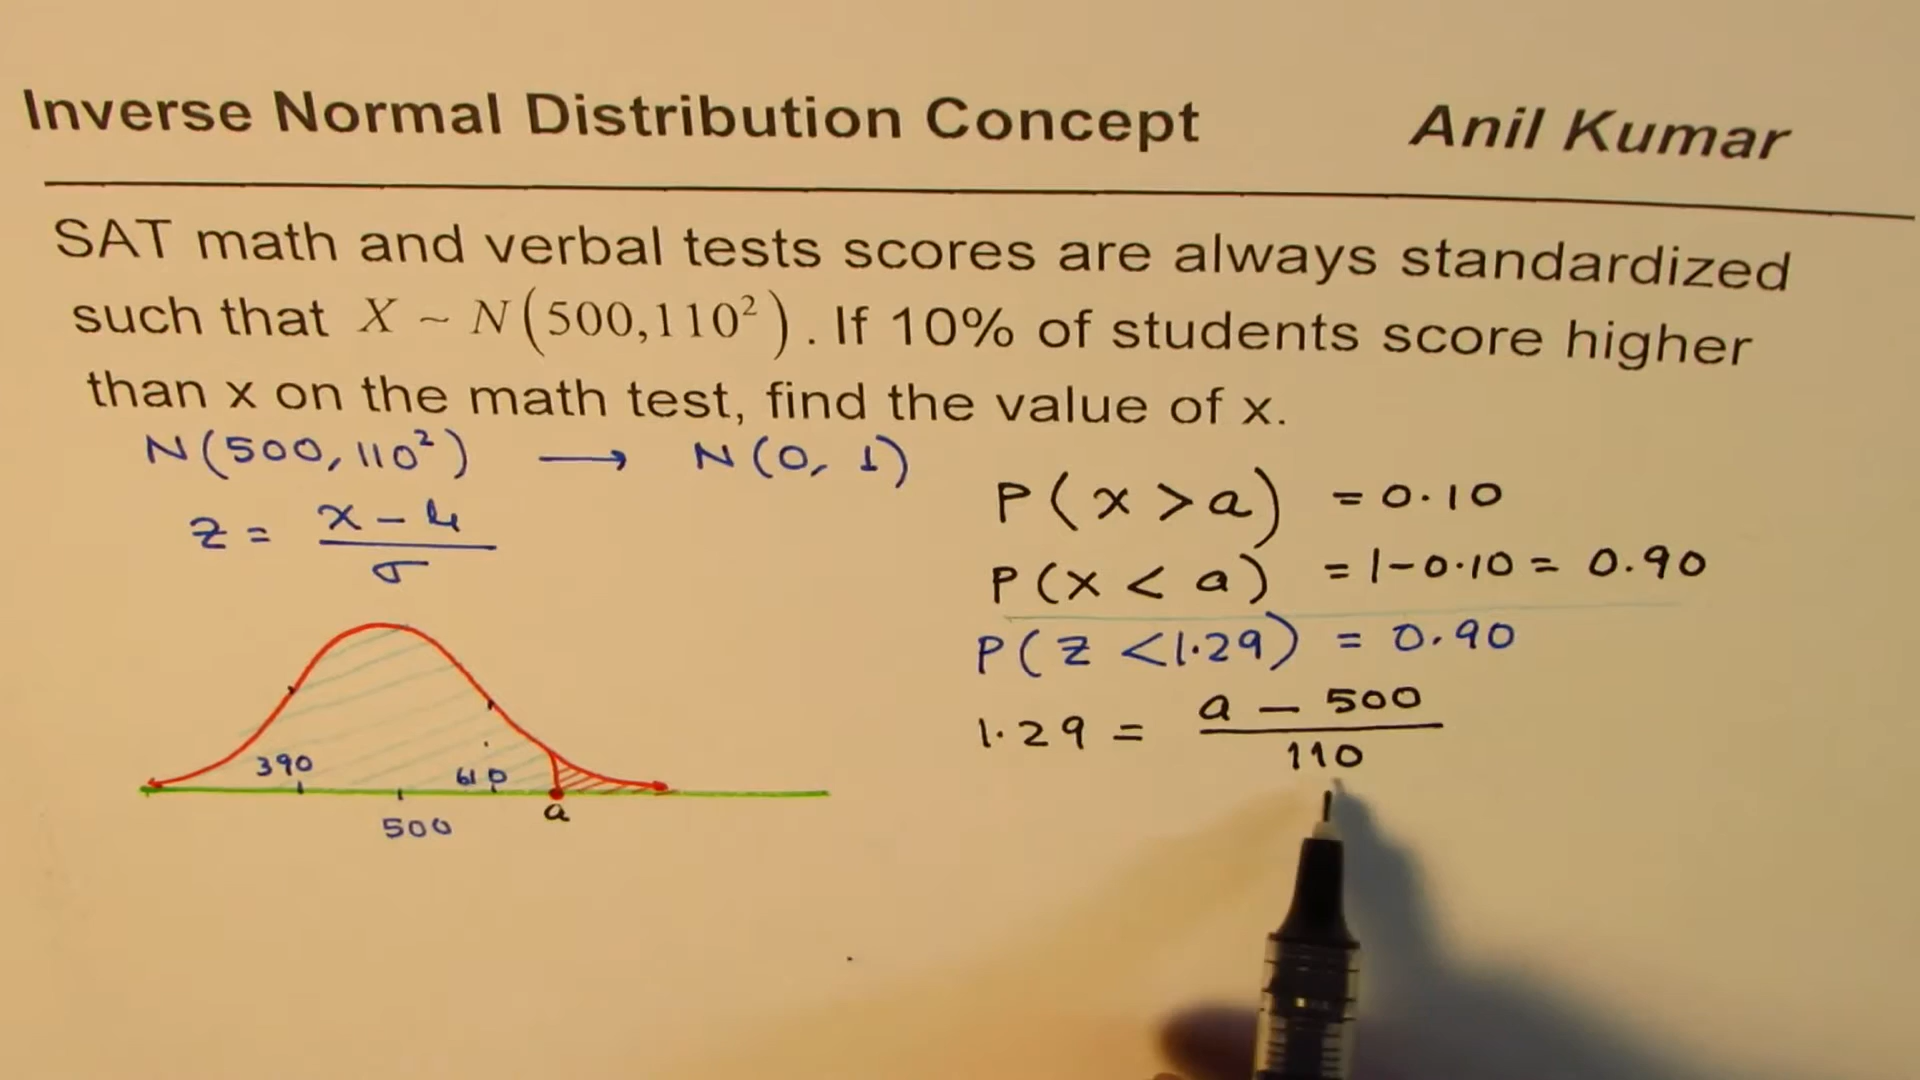 Inverse Normal Distribution Concept Anil Kumar
SAT math and verbal tests scores are always standardized
such that X ~ N(500,110²). If 10% of students score higher
than x on the math test, find the value of x.
N(500, 110²) → N(0, 1)
z = x - μ / σ
390
610
500
a
P(x > a) = 0.10
P(x < a) = 1-0.10 = 0.90
P(z < 1.29) = 0.90
1.29 = a - 500 / 110